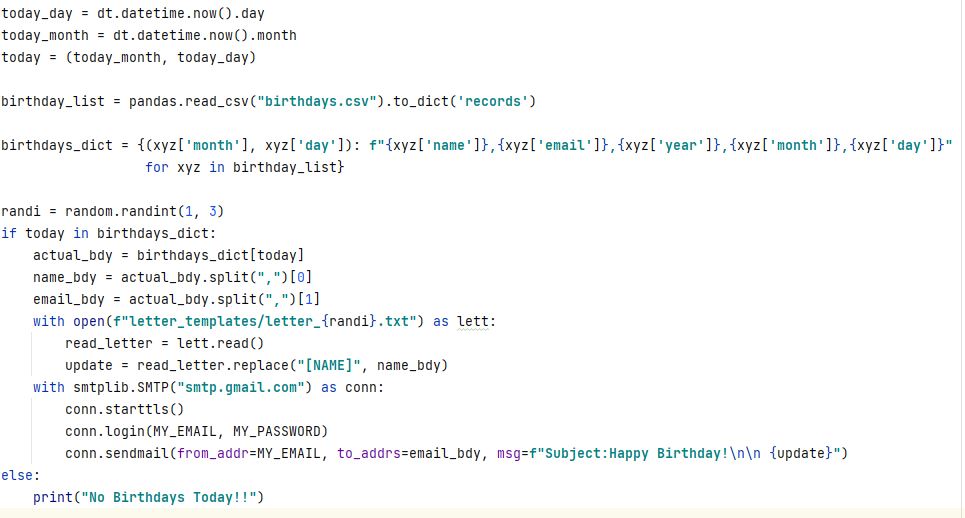 today_day = dt.datetime.now().day
today_month = dt.datetime.now().month
today = (today_month, today_day)

birthday_list = pandas.read_csv("birthdays.csv").to_dict('records')

birthdays_dict = {(xyz['month'], xyz['day']): f"{xyz['name']},{xyz['email']},{xyz['year']},{xyz['month']},{xyz['day']}"
                  for xyz in birthday_list}

randi = random.randint(1, 3)
if today in birthdays_dict:
    actual_bdy = birthdays_dict[today]
    name_bdy = actual_bdy.split(",")[0]
    email_bdy = actual_bdy.split(",")[1]
    with open(f"letter_templates/letter_{randi}.txt") as lett:
        read_letter = lett.read()
        update = read_letter.replace("[NAME]", name_bdy)
    with smtplib.SMTP("smtp.gmail.com") as conn:
        conn.starttls()
        conn.login(MY_EMAIL, MY_PASSWORD)
        conn.sendmail(from_addr=MY_EMAIL, to_addrs=email_bdy, msg=f"Subject:Happy Birthday!\n\n {update}")
else:
    print("No Birthdays Today!!")